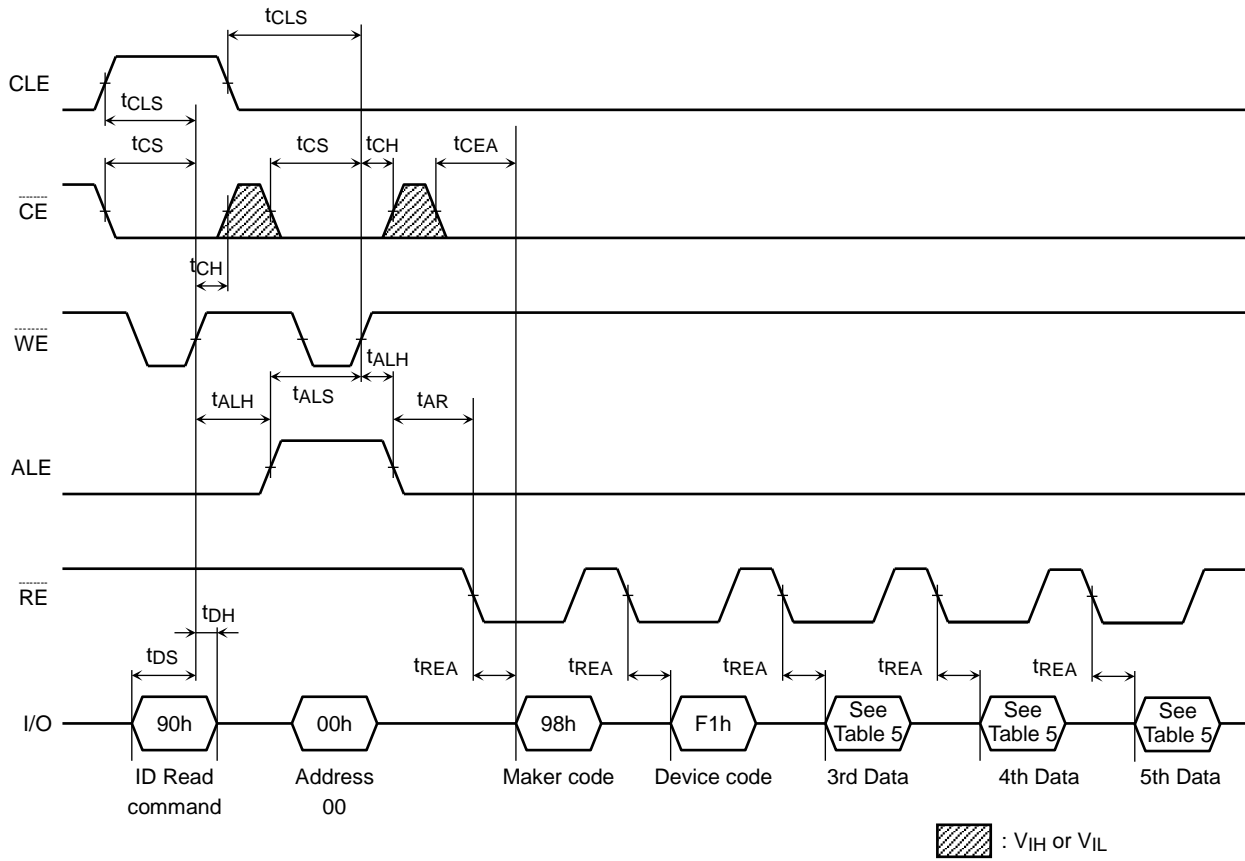 tCLS
CLE
tCLS
tCS
tCS
tCH
tCEA
CE
tCH
WE
tALH
tALH
tALS
tAR
ALE
RE
tDH
tDS
tREA
tREA
tREA
tREA
tREA
I/O
90h
00h
98h
F1h
See
Table 5
See
Table 5
See
Table 5
ID Read
command
Address
00
Maker code
Device code
3rd Data
4th Data
5th Data
: VIH or VIL